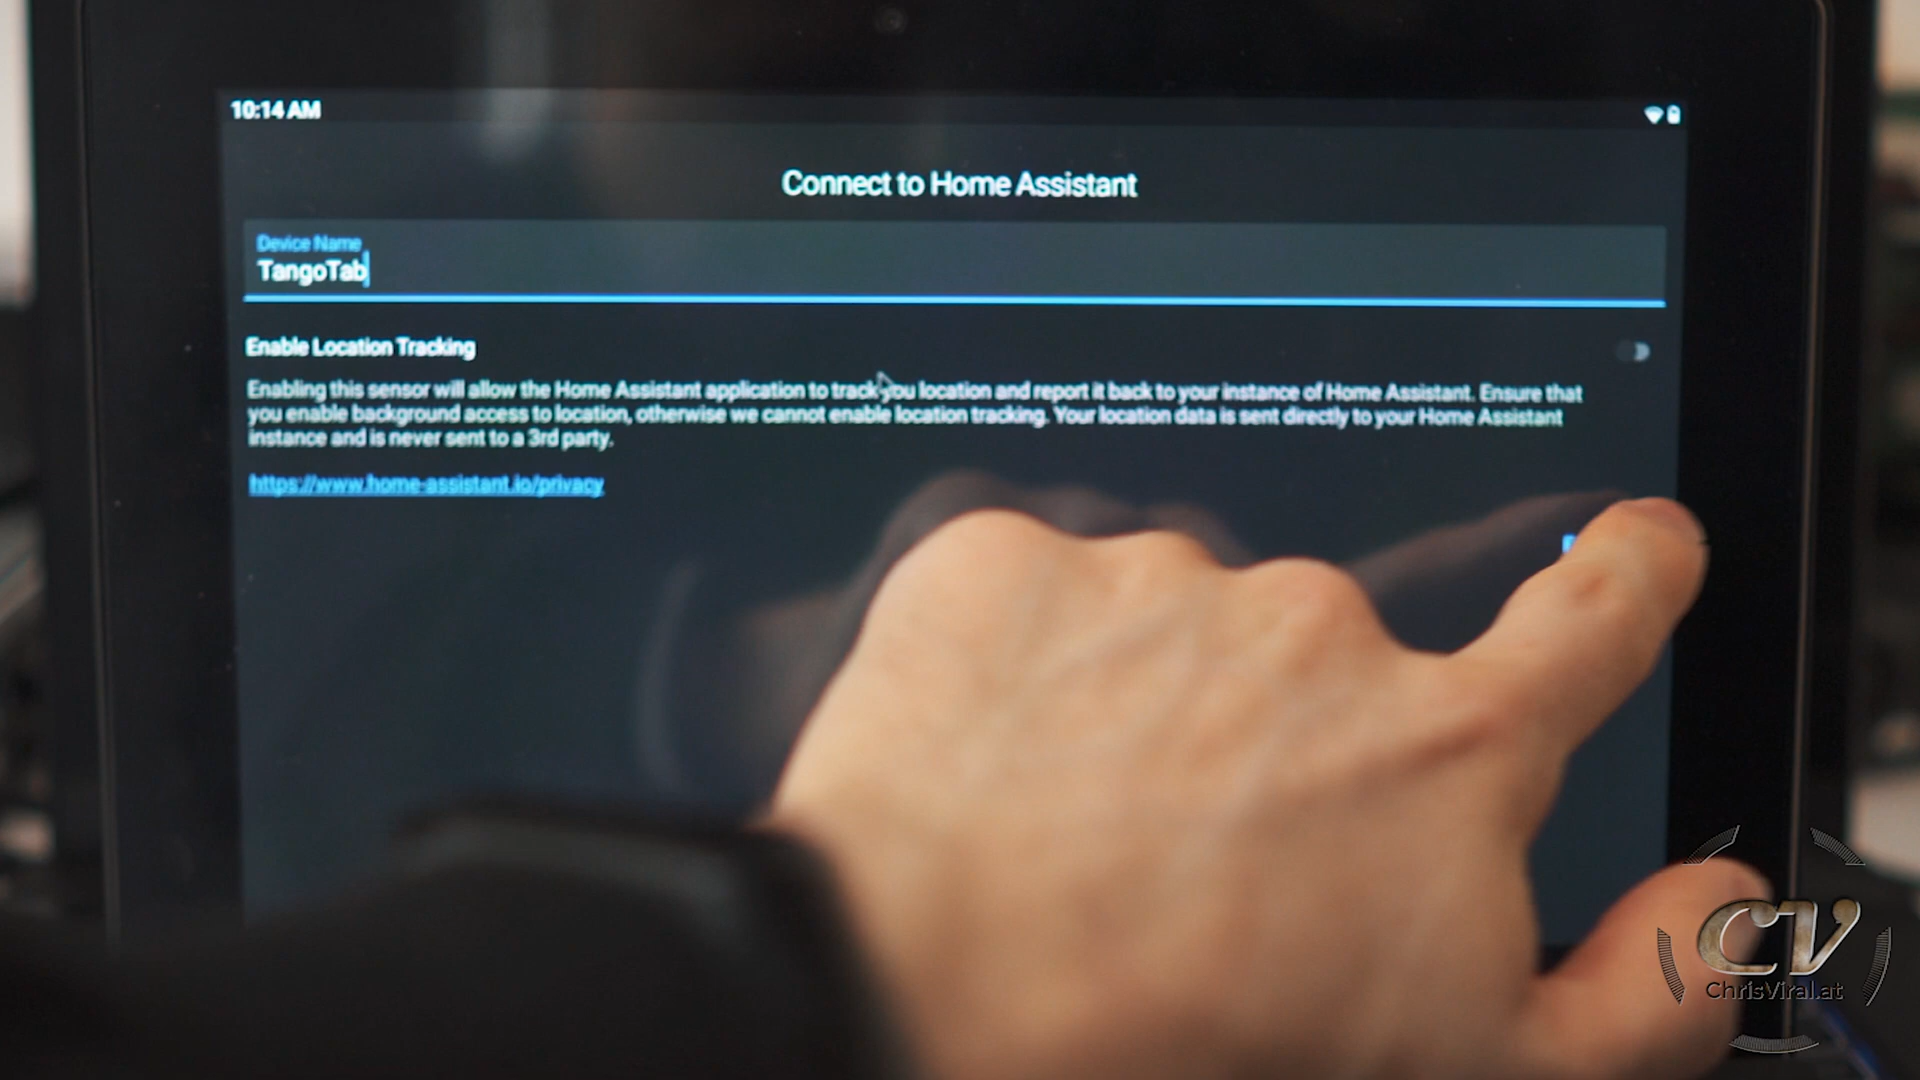 10:14 AM
Connect to Home Assistant
Device Name
TangoTab
Enable Location Tracking
Enabling this sensor will allow the Home Assistant application to track you location and report it back to your instance of Home Assistant. Ensure that
you enable background access to location, otherwise we cannot enable location tracking. Your location data is sent directly to your Home Assistant
instance and is never sent to a 3rd party.
https://www.home-assistant.io/privacy
CV
ChrisViral.at